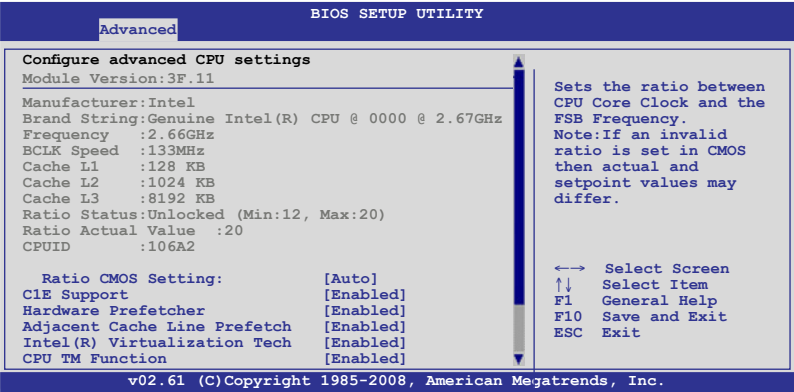 BIOS SETUP UTILITY
Advanced
Configure advanced CPU settings
Module Version:3F.11
Manufacturer:Intel
Brand String:Genuine Intel(R) CPU @ 0000 @ 2.67GHz
Frequency :2.66GHz
BCLK Speed :133MHz
Cache L1 :128 KB
Cache L2 :1024 KB
Cache L3 :8192 KB
Ratio Status:Unlocked (Min:12, Max:20)
Ratio Actual Value :20
CPUID :106A2
Ratio CMOS Setting: [Auto]
C1E Support [Enabled]
Hardware Prefetcher [Enabled]
Adjacent Cache Line Prefetch [Enabled]
Intel(R) Virtualization Tech [Enabled]
CPU TM Function [Enabled]
Sets the ratio between
CPU Core Clock and the
FSB Frequency.
Note:If an invalid
ratio is set in CMOS
then actual and
setpoint values may
differ.
←→ Select Screen
↑↓ Select Item
F1 General Help
F10 Save and Exit
ESC Exit
v02.61 (C)Copyright 1985-2008, American Megatrends, Inc.